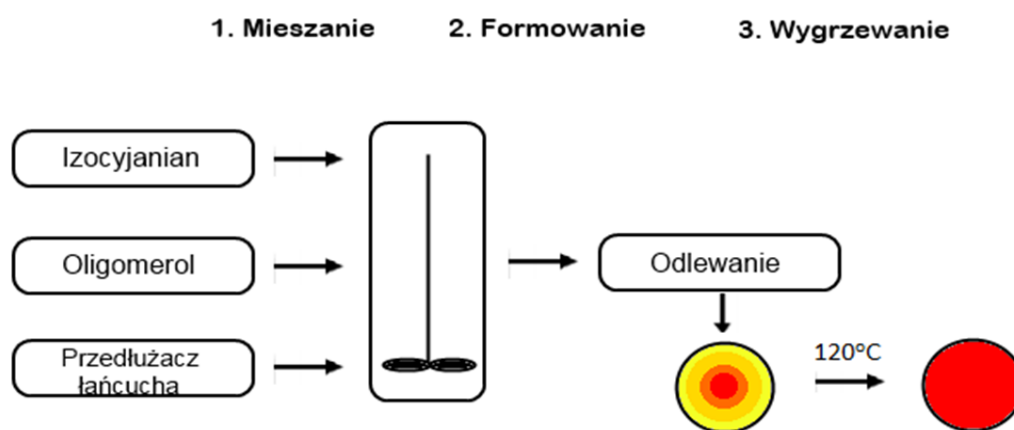 1. Mieszanie 2. Formowanie 3. Wygrzewanie
Izocyjanian
Oligomerol
Odlewanie
Przedłużacz
łańcucha
120°C